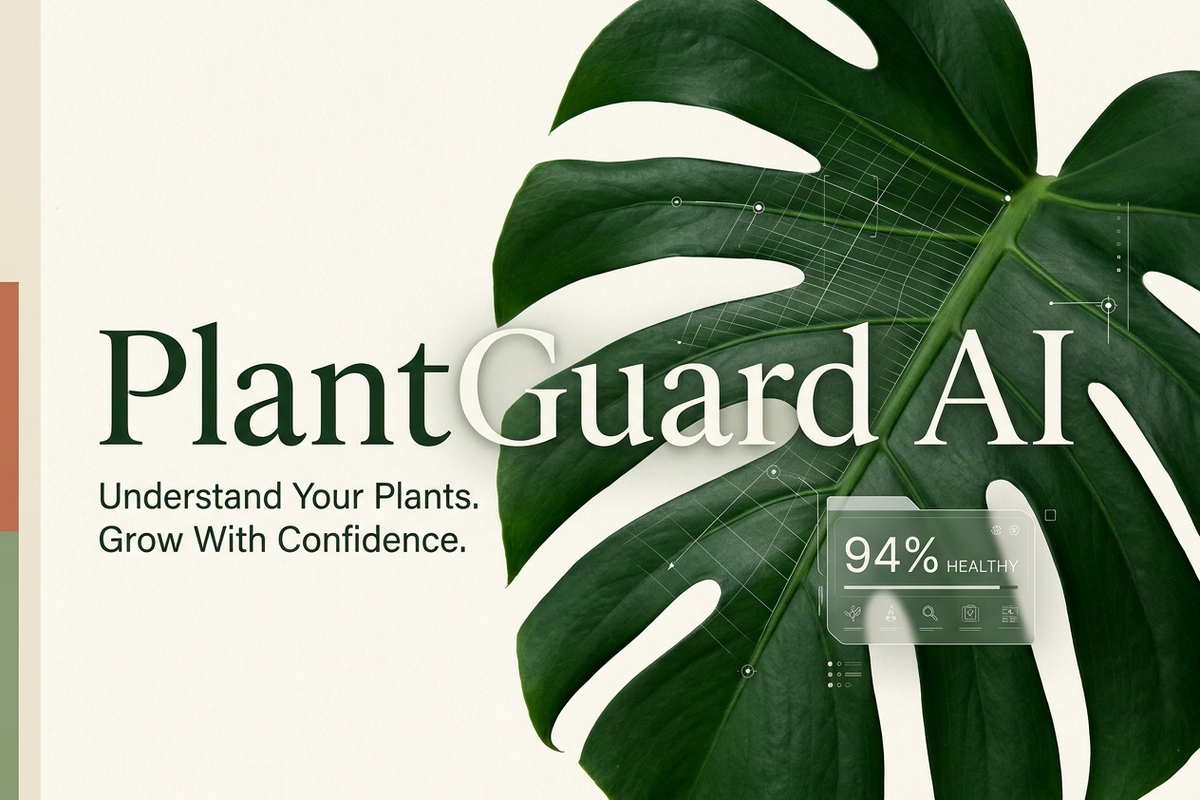 PlantGuard AI
Understand Your Plants.
Grow With Confidence.
94% HEALTHY